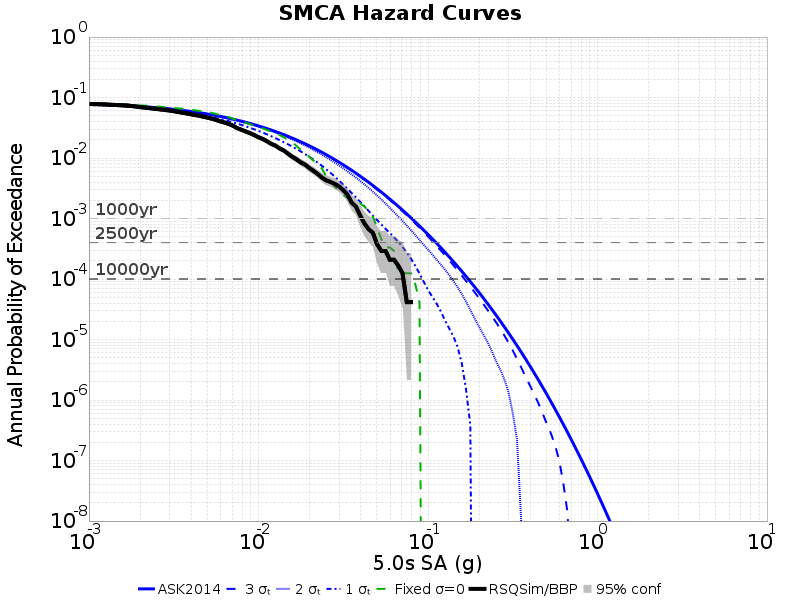 SMCA Hazard Curves
Annual Probability of Exceedance
10^0
10^-1
10^-2
10^-3
10^-4
10^-5
10^-6
10^-7
10^-8
1000yr
2500yr
10000yr
10^-3 10^-2 10^-1 10^0 10^1
5.0s SA (g)
ASK2014 3 σₜ 2 σₜ 1 σₜ Fixed σ=0 RSQSim/BBP 95% conf